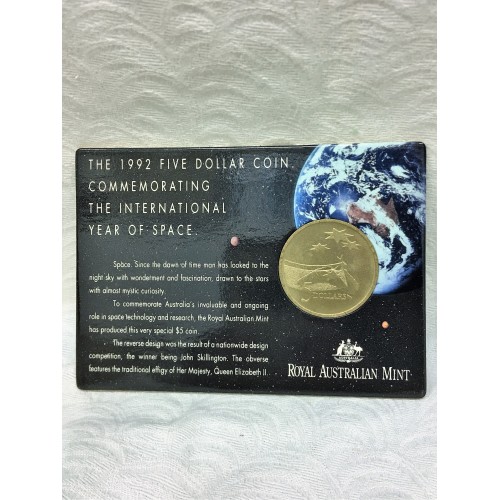 THE 1992 FIVE DOLLAR COIN
COMMEMORATING
THE INTERNATIONAL
YEAR OF SPACE.
Space. Since the dawn of time man has looked to the
night sky with wonderment and fascination, drawn to the stars
with almost mystic curiosity.
To commemorate Australia's invaluable and ongoing
role in space technology and research, the Royal Australian Mint
has produced this very special $5 coin.
The reverse design was the result of a nationwide design
competition, the winner being John Skillington. The obverse
features the traditional effigy of Her Majesty, Queen Elizabeth II.
DOLLARS
AUSTRALIA
ROYAL AUSTRALIAN MINT